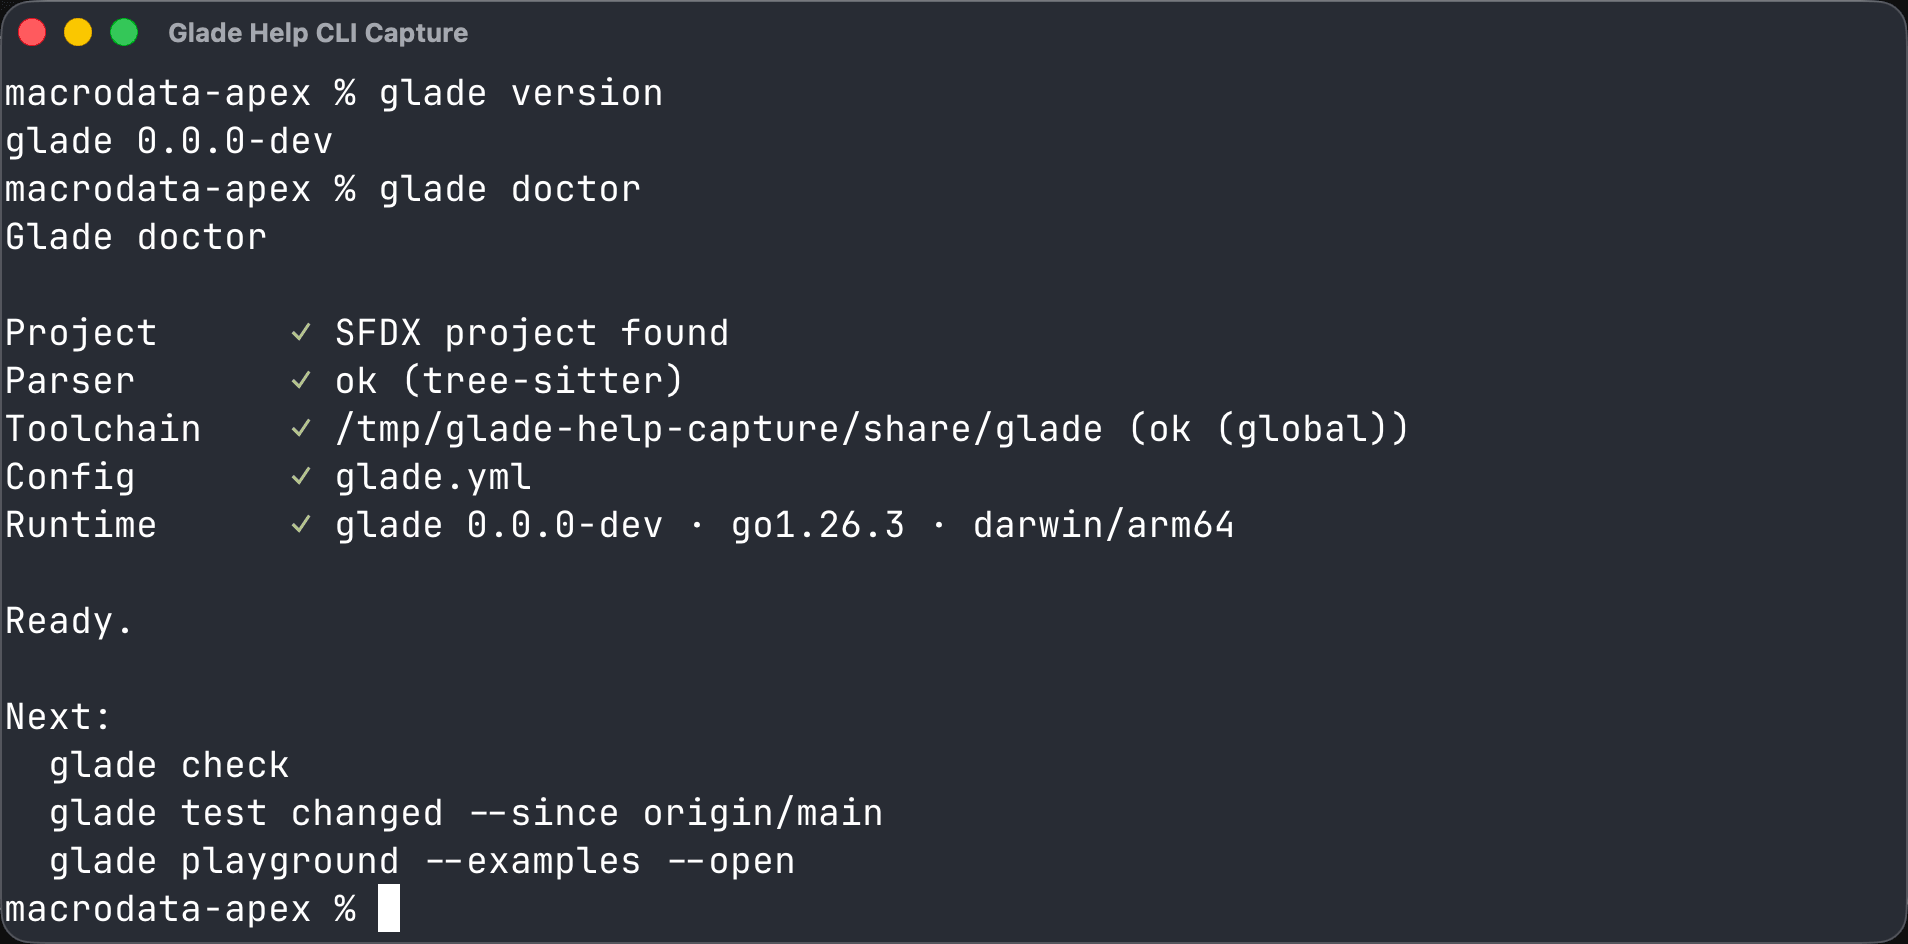 Glade Help CLI Capture
macrodata-apex % glade version
glade 0.0.0-dev
macrodata-apex % glade doctor
Glade doctor
Project ✓ SFDX project found
Parser ✓ ok (tree-sitter)
Toolchain ✓ /tmp/glade-help-capture/share/glade (ok (global))
Config ✓ glade.yml
Runtime ✓ glade 0.0.0-dev · go1.26.3 · darwin/arm64
Ready.
Next:
glade check
glade test changed --since origin/main
glade playground --examples --open
macrodata-apex %